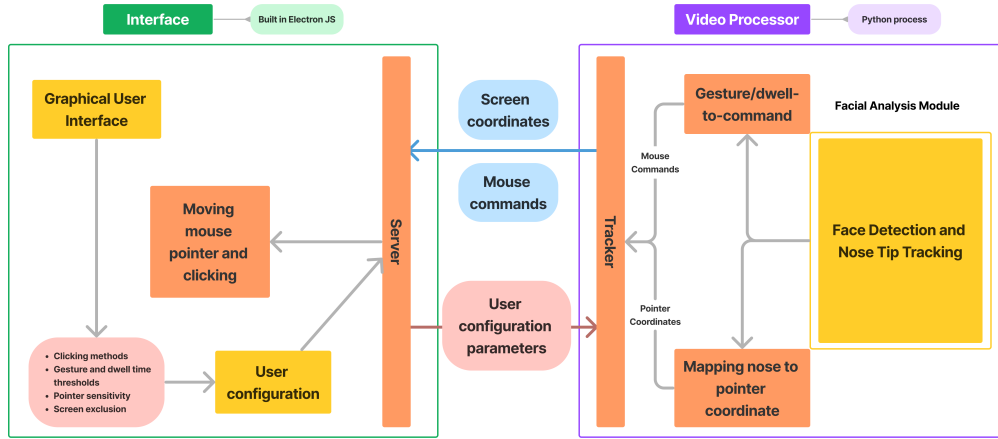 Interface
Built in Electron JS
Video Processor
Python process
Graphical User
Interface
Moving
mouse
pointer and
clicking
• Clicking methods
• Gesture and dwell time
thresholds
• Pointer sensitivity
• Screen exclusion
User
configuration
Server
Screen
coordinates
Mouse
commands
User
configuration
parameters
Tracker
Mouse
Commands
Pointer
Coordinates
Gesture/dwell-
to-command
Mapping nose to
pointer
coordinate
Facial Analysis Module
Face Detection and
Nose Tip Tracking